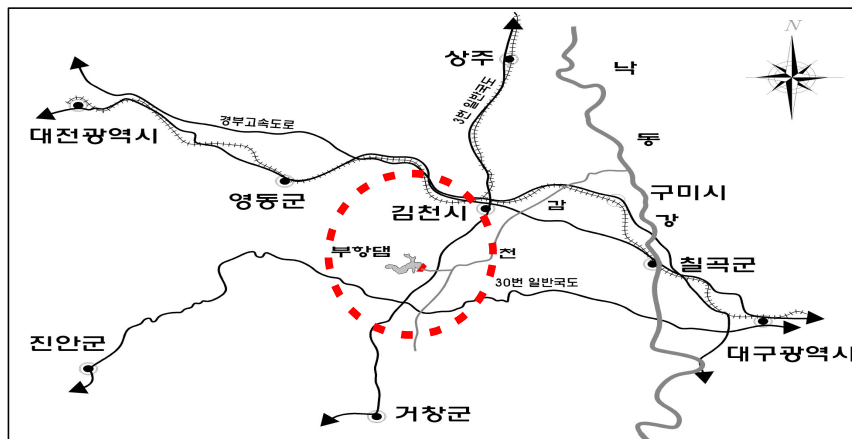 N
상주
낙
동
강
3번 일반국도
경부고속도로
대전광역시
영동군
김천시
감
천
구미시
부항댐
칠곡군
30번 일반국도
진안군
대구광역시
거창군